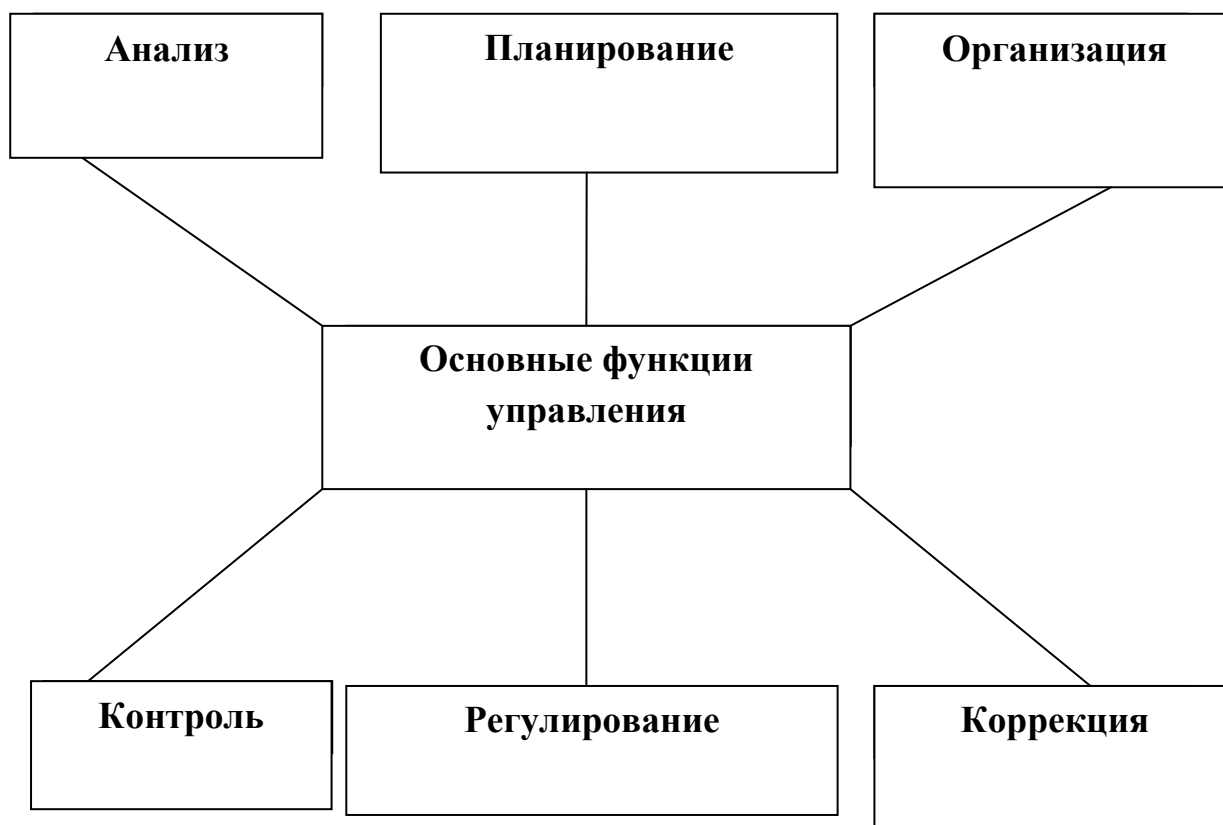 Анализ
Планирование
Организация
Основные функции
управления
Контроль
Регулирование
Коррекция